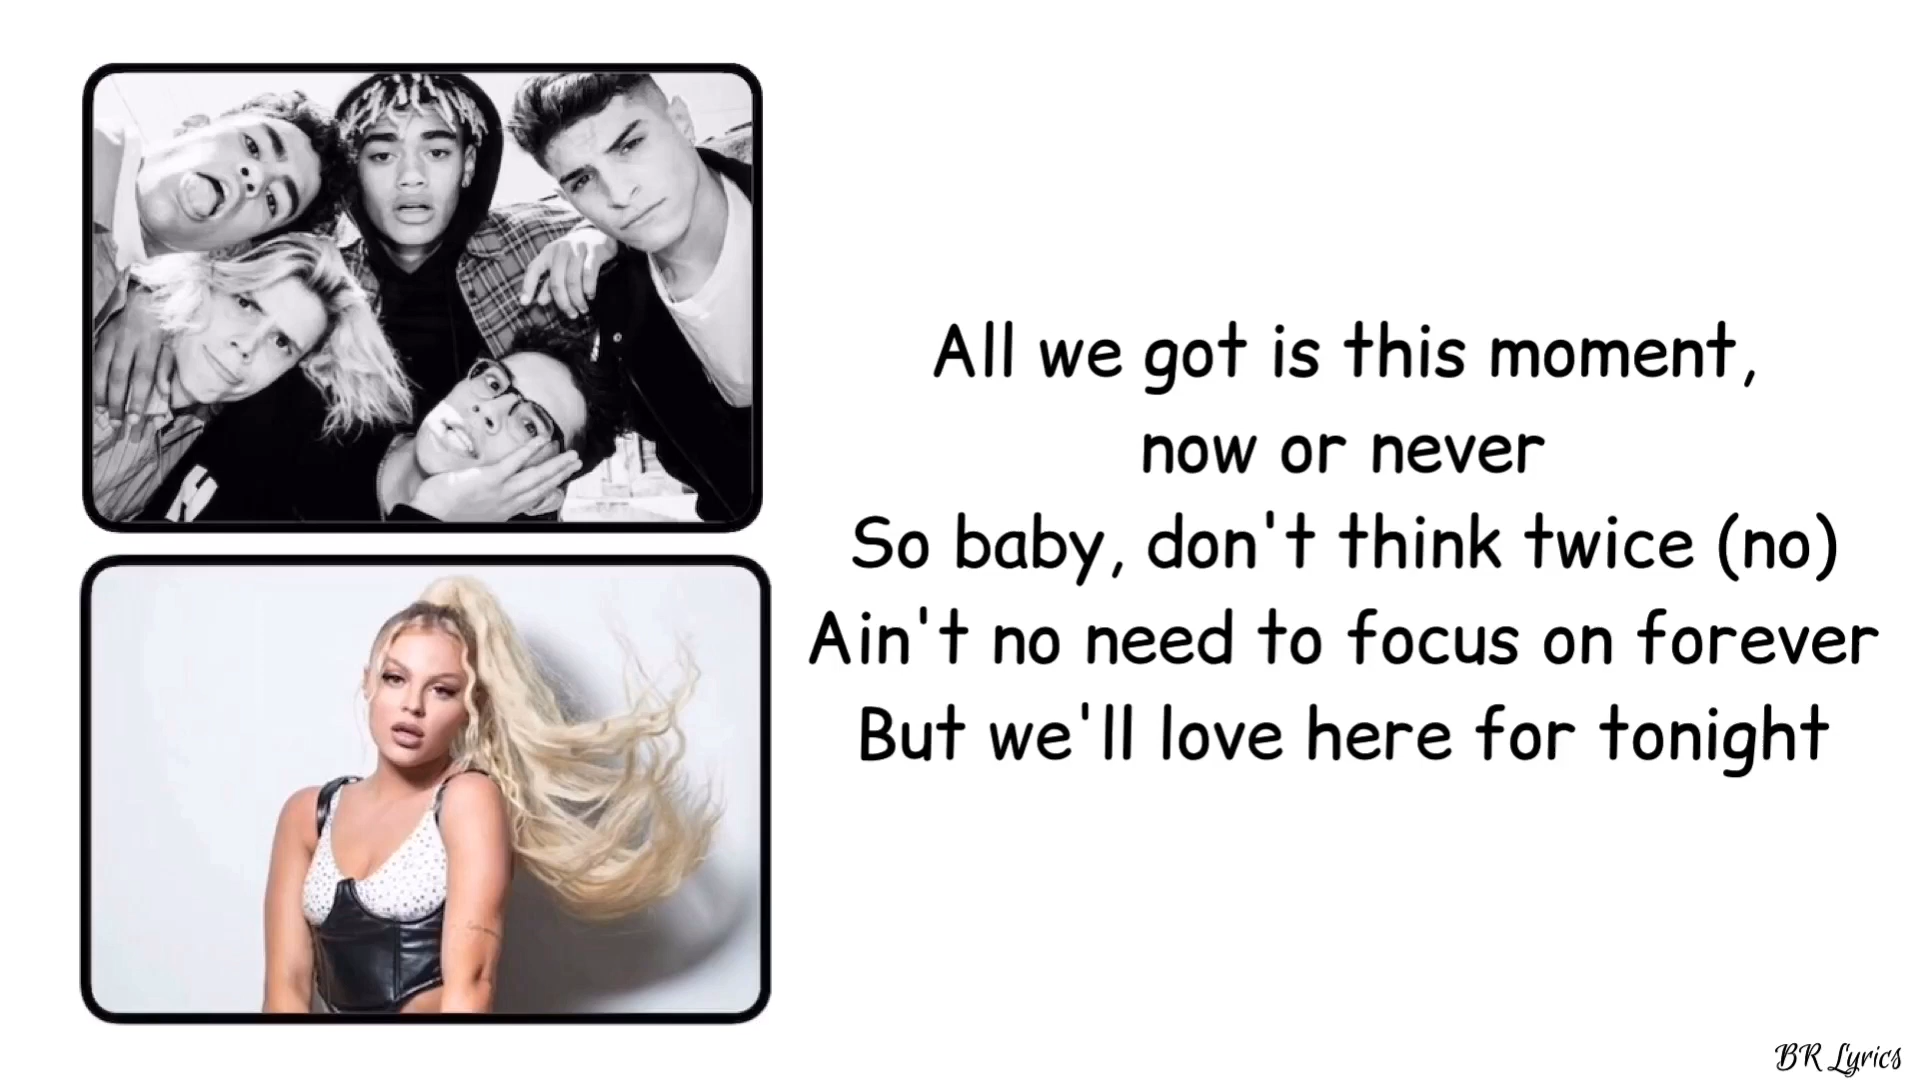 All we got is this moment,
now or never
So baby, don't think twice (no)
Ain't no need to focus on forever
But we'll love here for tonight
BR Lyrics